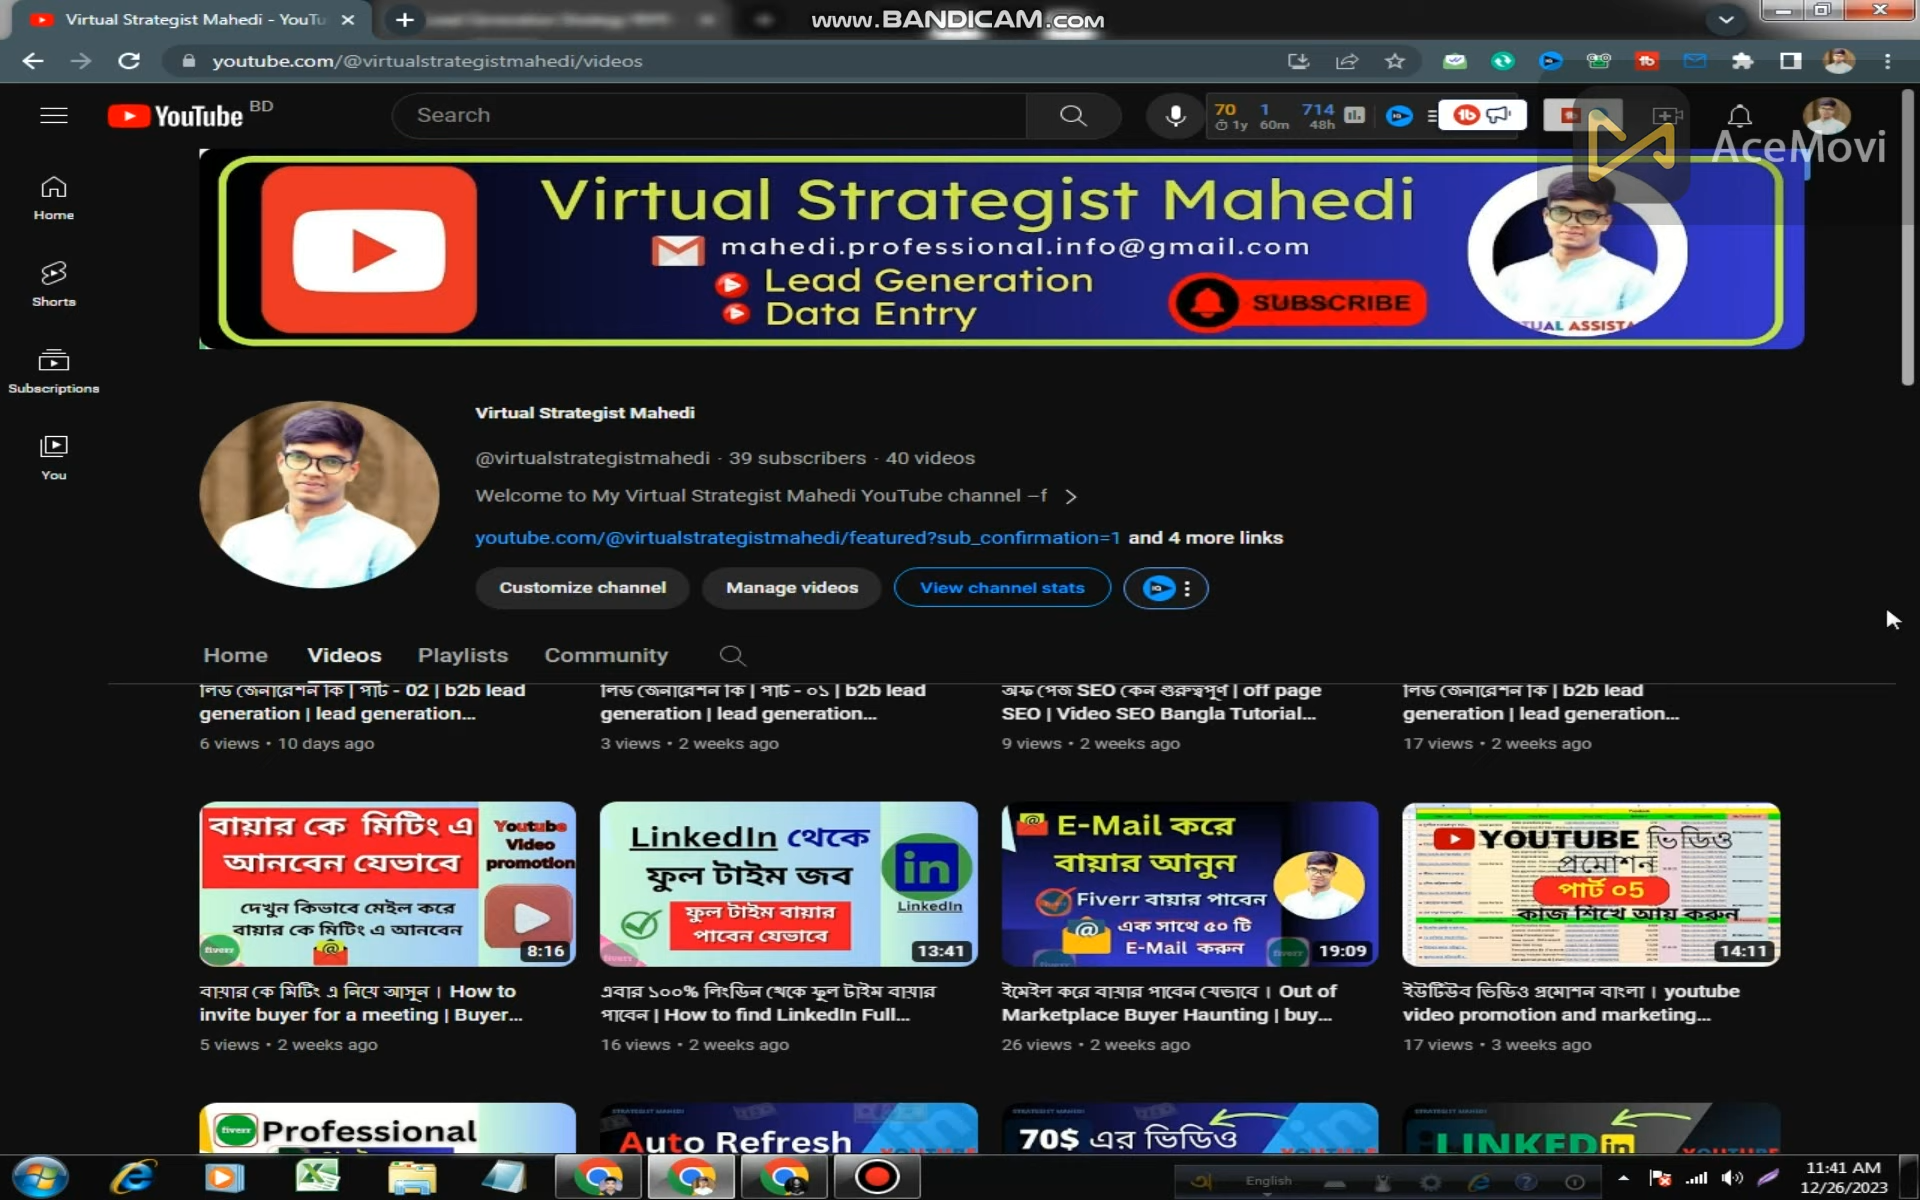 Virtual Strategist Mahedi - YouTu
www.BANDICAM.com
youtube.com/@virtualstrategistmahedi/videos
YouTube BD
Search
70 1 714
1y 60m 48h
AceMovi
Home
Shorts
Subscriptions
You
Virtual Strategist Mahedi
mahedi.professional.info@gmail.com
Lead Generation
Data Entry
SUBSCRIBE
TUAL ASSISTA
Virtual Strategist Mahedi
@virtualstrategistmahedi · 39 subscribers · 40 videos
Welcome to My Virtual Strategist Mahedi YouTube channel –f
youtube.com/@virtualstrategistmahedi/featured?sub_confirmation=1 and 4 more links
Customize channel Manage videos View channel stats
Home Videos Playlists Community
লিড জেনারেশন কি | পার্ট - 02 | b2b lead
generation | lead generation...
6 views • 10 days ago
লিড জেনারেশন কি | পার্ট - ০১ | b2b lead
generation | lead generation...
3 views • 2 weeks ago
অফ পেজ SEO কেন গুরুত্বপূর্ণ | off page
SEO | Video SEO Bangla Tutorial...
9 views • 2 weeks ago
লিড জেনারেশন কি | b2b lead
generation | lead generation...
17 views • 2 weeks ago
বায়ার কে মিটিং এ
আনবেন যেভাবে
Youtube
Video
promotion
দেখুন কিভাবে মেইল করে
বায়ার কে মিটিং এ আনবেন
fiverr
8:16
বায়ার কে মিটিং এ নিয়ে আসুন । How to
invite buyer for a meeting | Buyer...
5 views • 2 weeks ago
LinkedIn থেকে
ফুল টাইম জব
ফুল টাইম বায়ার
পাবেন যেভাবে
LinkedIn
13:41
এবার ১০০% লিংডিন থেকে ফুল টাইম বায়ার
পাবেন | How to find LinkedIn Full...
16 views • 2 weeks ago
E-Mail করে
বায়ার আনুন
Fiverr বায়ার পাবেন
এক সাথে ৫০ টি
E-Mail করুন
fiverr
19:09
ইমেইল করে বায়ার পাবেন যেভাবে । Out of
Marketplace Buyer Haunting | buy...
26 views • 2 weeks ago
YOUTUBE ভিডিও
প্রমোশন
পার্ট ০5
কাজ শিখে আয় করুন
14:11
ইউটিউব ভিডিও প্রমোশন বাংলা । youtube
video promotion and marketing...
17 views • 3 weeks ago
fiverr Professional
STRATEGIST MAHEDI
Auto Refresh
STRATEGIST MAHEDI
70$ এর ভিডিও
STRATEGIST MAHEDI
LINKED in
English
11:41 AM
12/26/2023